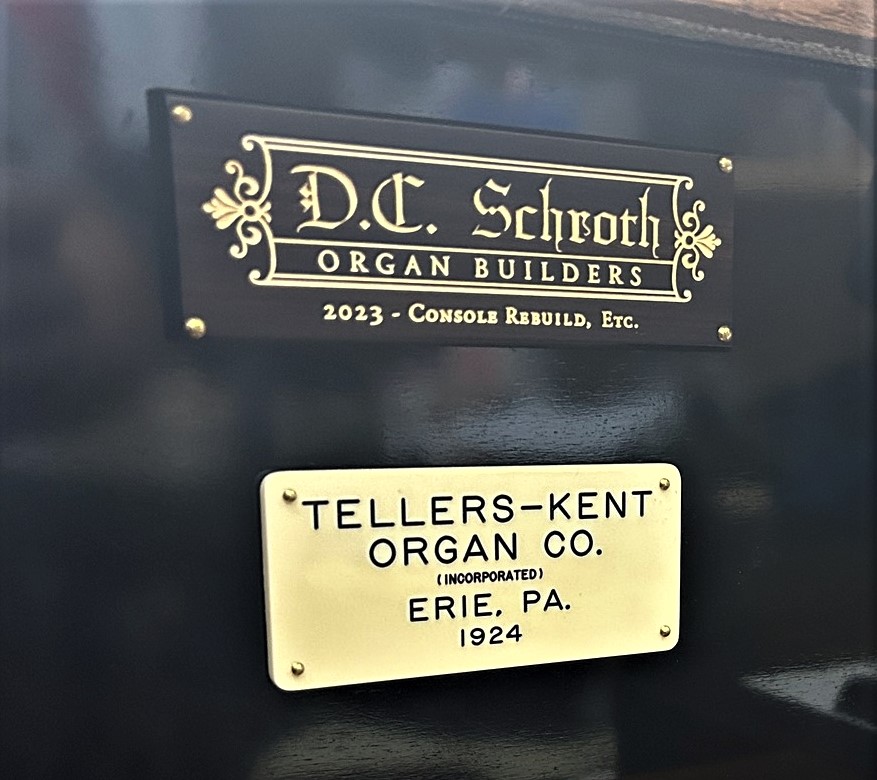 D.C. Schroth
ORGAN BUILDERS
2023 - CONSOLE REBUILD, ETC.
TELLERS-KENT
ORGAN CO.
(INCORPORATED)
ERIE, PA.
1924